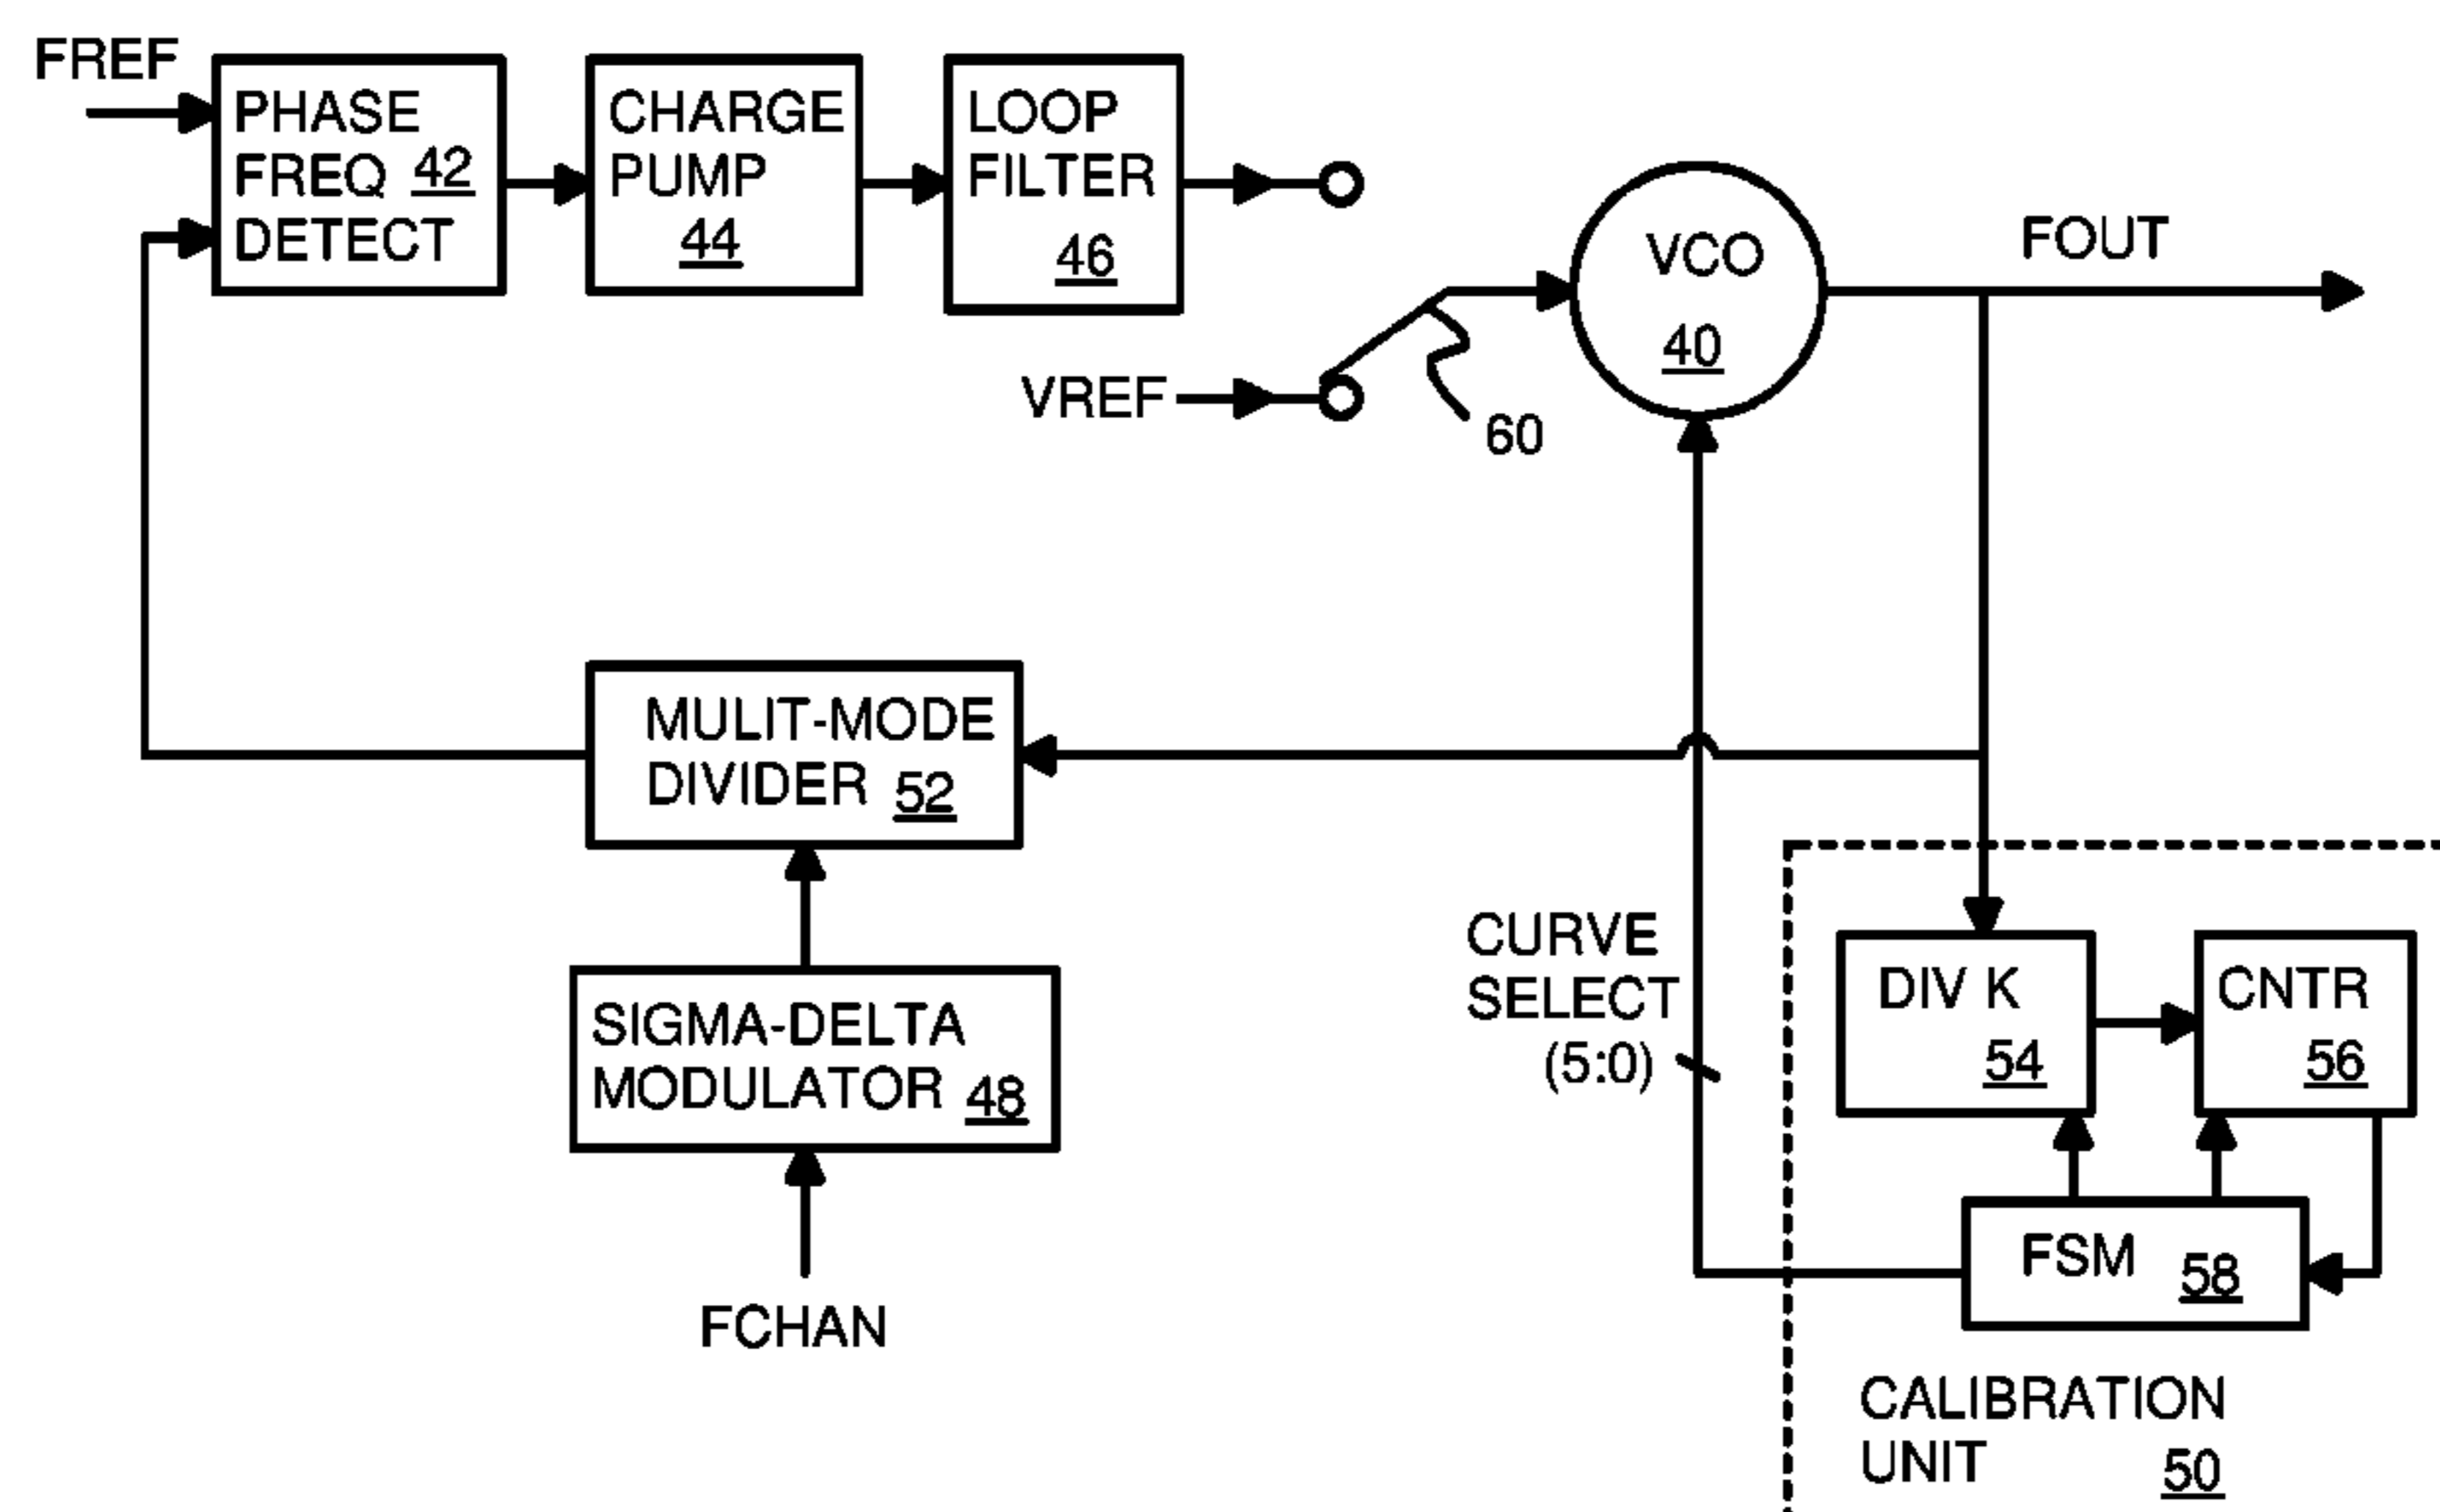 FREF
PHASE
FREQ 42
DETECT
CHARGE
PUMP
44
LOOP
FILTER
46
VCO
40
FOUT
VREF
60
MULIT-MODE
DIVIDER 52
SIGMA-DELTA
MODULATOR 48
FCHAN
CURVE
SELECT
(5:0)
DIV K
54
CNTR
56
FSM 58
CALIBRATION
UNIT 50